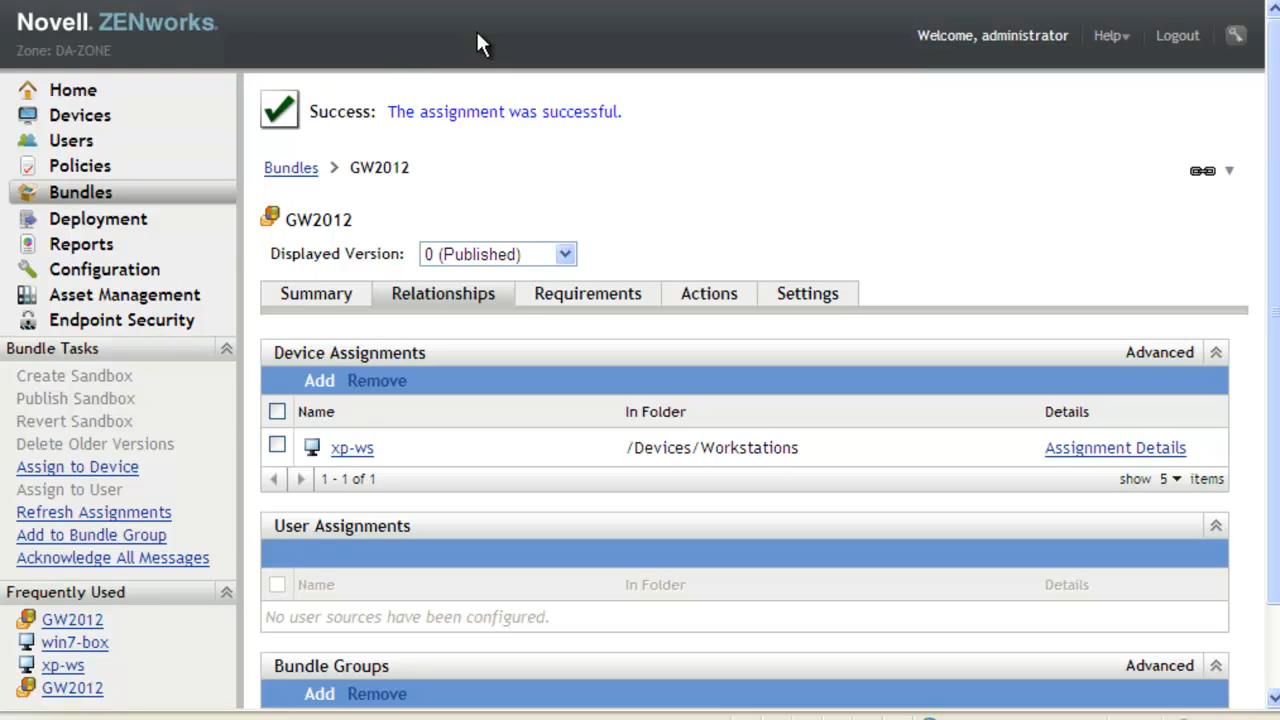 Novell ZENworks
Zone: DA-ZONE
Welcome, administrator
Help
Logout
Home
Devices
Users
Policies
Bundles
Deployment
Reports
Configuration
Asset Management
Endpoint Security
Bundle Tasks
Create Sandbox
Publish Sandbox
Revert Sandbox
Delete Older Versions
Assign to Device
Assign to User
Refresh Assignments
Add to Bundle Group
Acknowledge All Messages
Frequently Used
GW2012
win7-box
xp-ws
GW2012
Success: The assignment was successful.
Bundles > GW2012
GW2012
Displayed Version: 0 (Published)
Summary Relationships Requirements Actions Settings
Device Assignments Advanced
Add Remove
Name In Folder Details
xp-ws /Devices/Workstations Assignment Details
1 - 1 of 1 show 5 items
User Assignments
Name In Folder Details
No user sources have been configured.
Bundle Groups Advanced
Add Remove